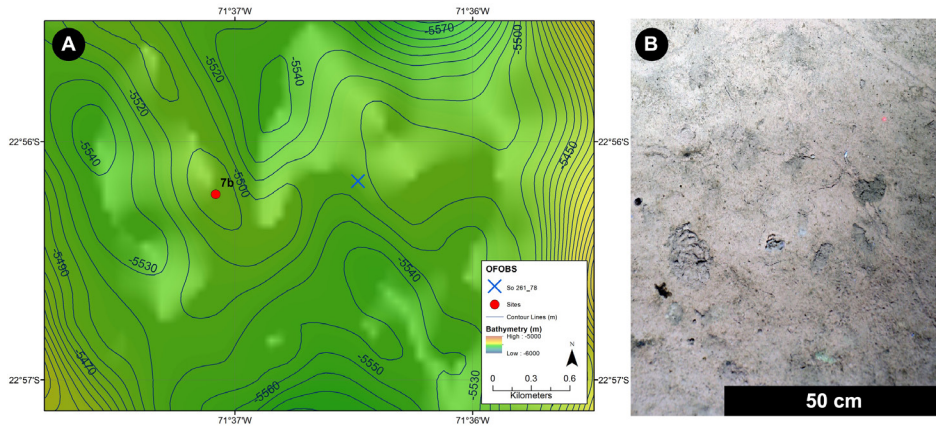 A
71°37'W
71°36'W
B
-5570
-5500
-5520
-5540
-5520
22°56'S
22°56'S
-5540
-5450
7b
-5500
-5490
-5530
-5540
OFOBS
So 261_78
Sites
Contour Lines (m)
Bathymetry (m)
High : -5000
Low : -6000
N
0 0.6
Kilometers
-5470
-5550
-5560
-5530
22°57'S
22°57'S
71°37'W
71°36'W
50 cm